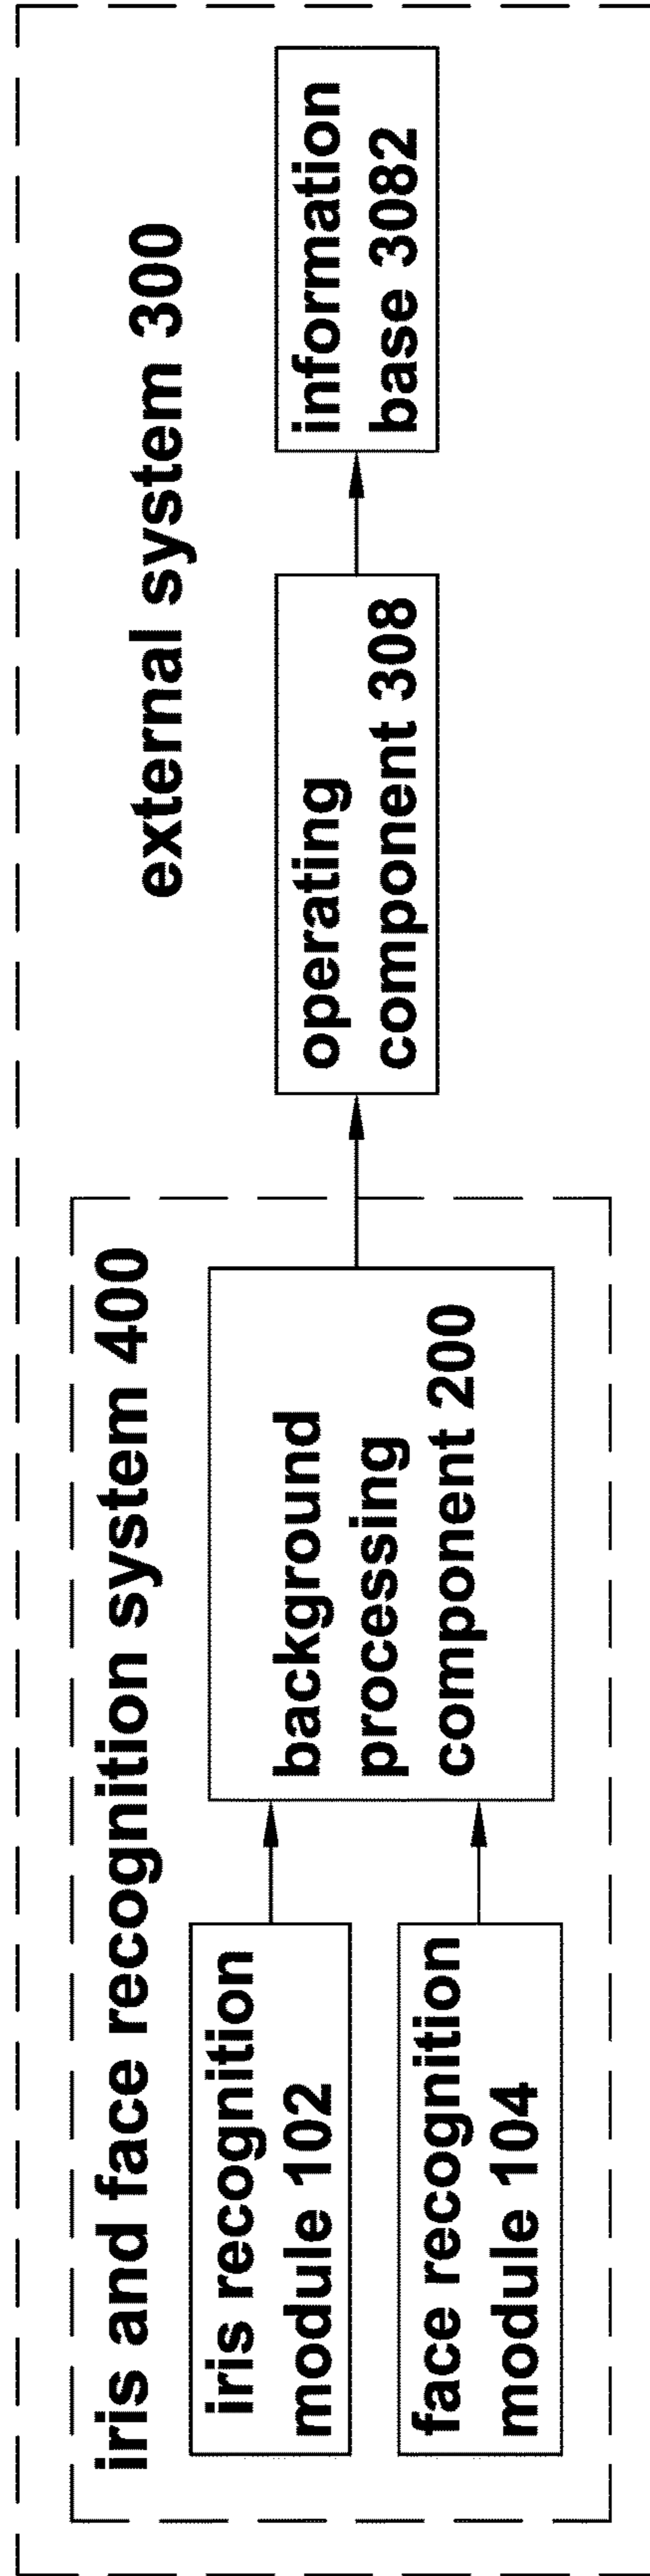 external system 300
iris and face recognition system 400
iris recognition
module 102
face recognition
module 104
background
processing
component 200
operating
component 308
information
base 3082